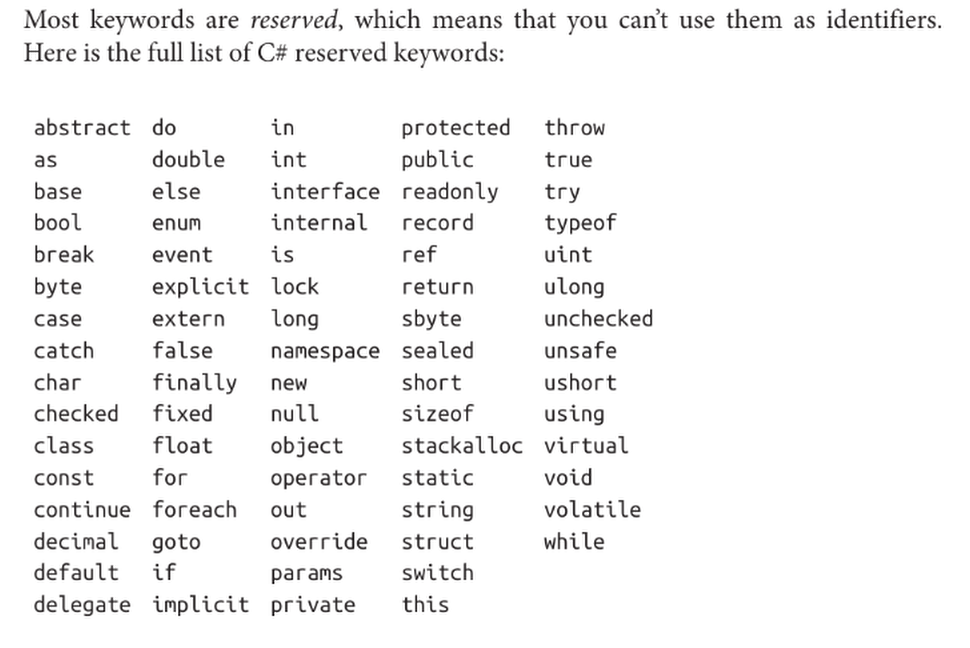 Most keywords are reserved, which means that you can’t use them as identifiers.
Here is the full list of C# reserved keywords:
abstract do in protected throw
as double int public true
base else interface readonly try
bool enum internal record typeof
break event is ref uint
byte explicit lock return ulong
case extern long sbyte unchecked
catch false namespace sealed unsafe
char finally new short ushort
checked fixed null sizeof using
class float object stackalloc virtual
const for operator static void
continue foreach out string volatile
decimal goto override struct while
default if params switch
delegate implicit private this